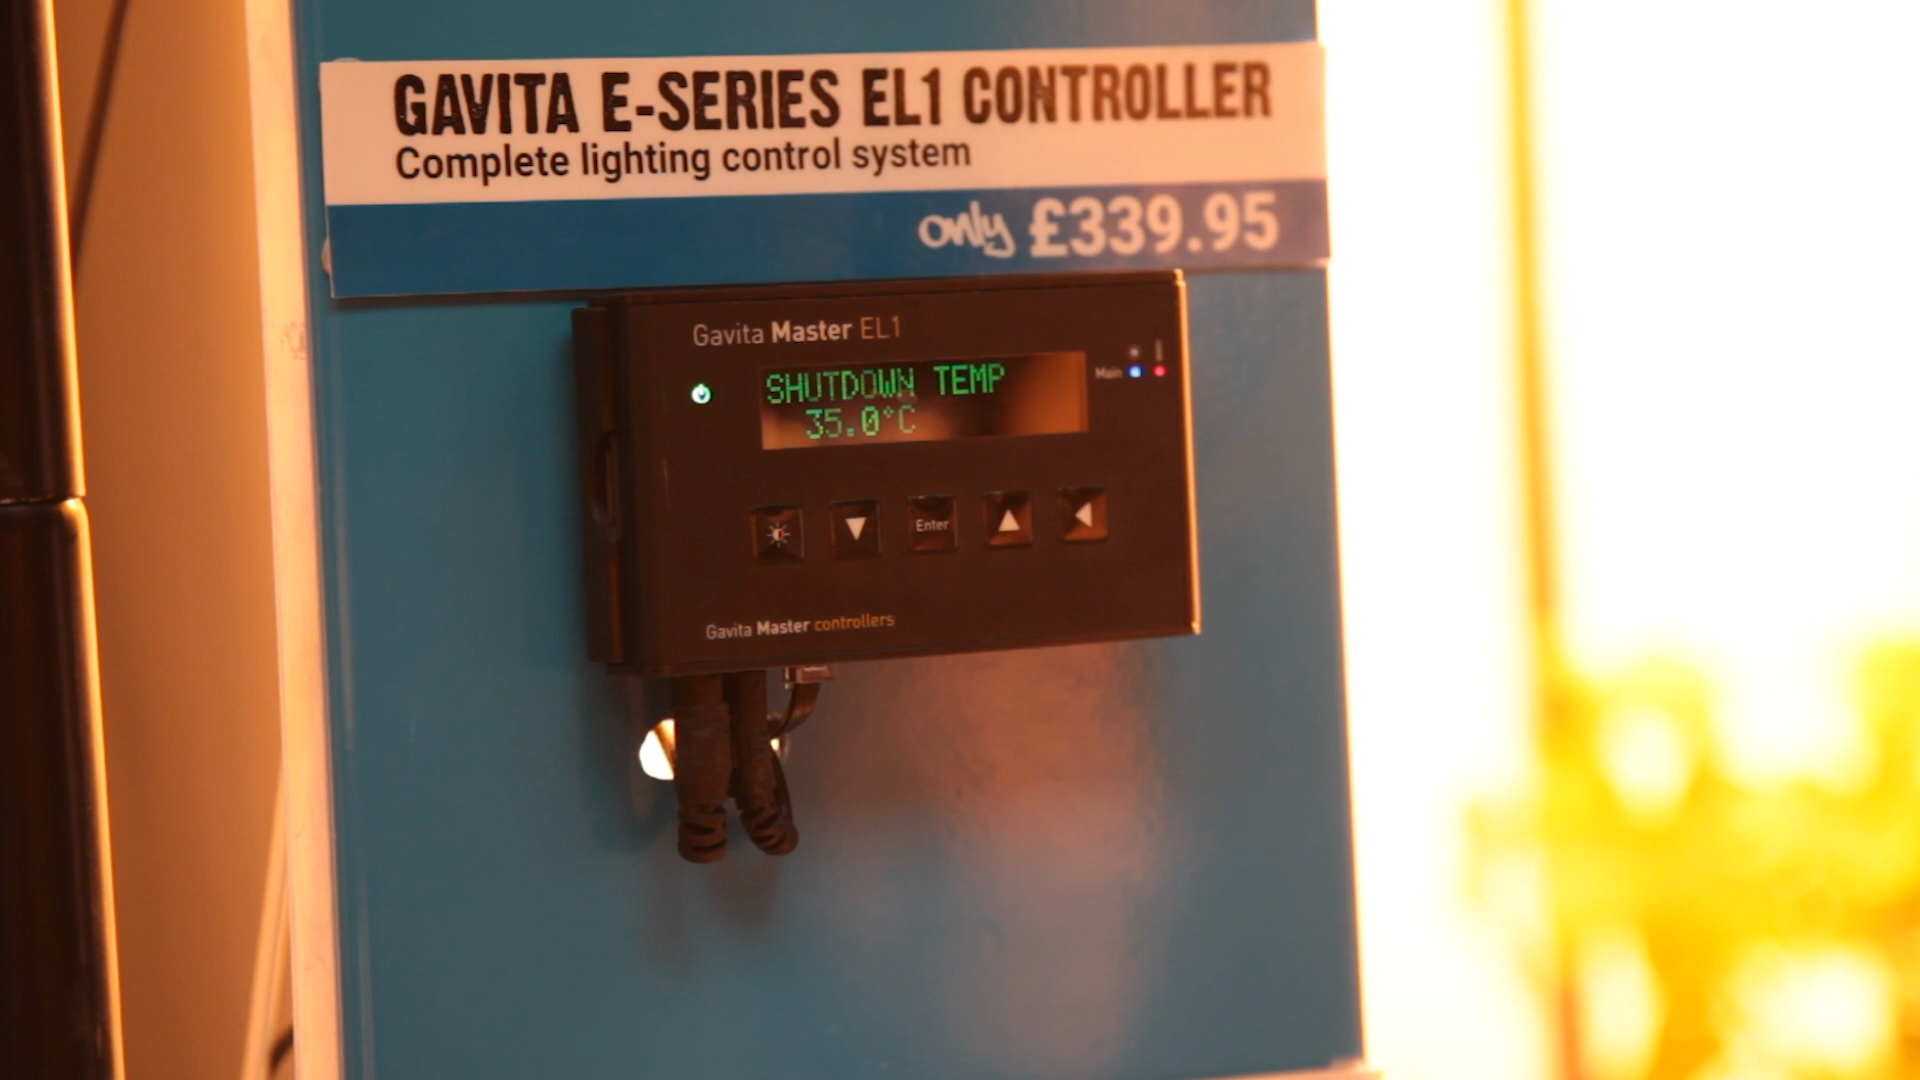 GAVITA E-SERIES EL1 CONTROLLER
Complete lighting control system
only £339.95
Gavita Master EL1
SHUTDOWN TEMP
35.0°C
Main
Enter
Gavita Master controllers